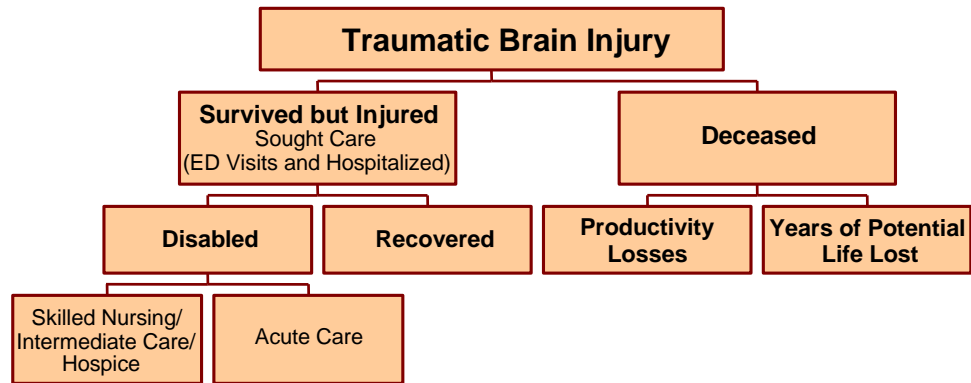 Traumatic Brain Injury
Survived but Injured
Sought Care
(ED Visits and Hospitalized)
Deceased
Disabled
Recovered
Productivity
Losses
Years of Potential
Life Lost
Skilled Nursing/
Intermediate Care/
Hospice
Acute Care